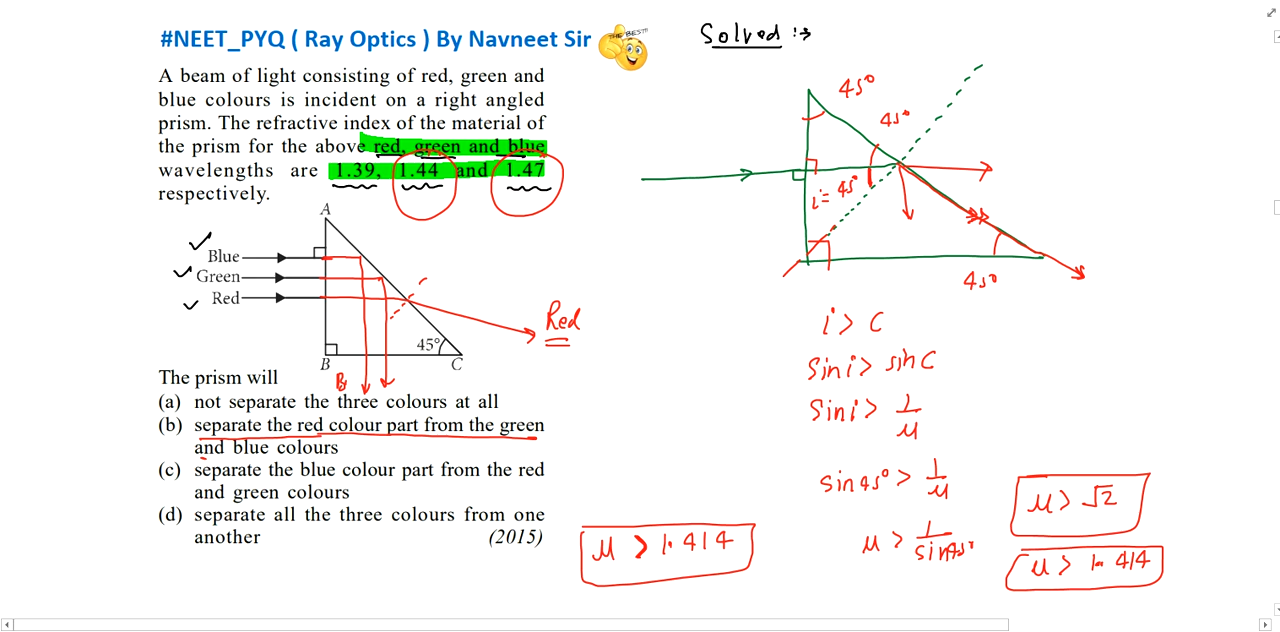 #NEET_PYQ ( Ray Optics ) By Navneet Sir
THE BEST!!
A beam of light consisting of red, green and
blue colours is incident on a right angled
prism. The refractive index of the material of
the prism for the above red, green and blue
wavelengths are 1.39, 1.44 and 1.47
respectively.
A
Blue
Green
Red
B
45°
C
Red
B
The prism will
(a) not separate the three colours at all
(b) separate the red colour part from the green
and blue colours
(c) separate the blue colour part from the red
and green colours
(d) separate all the three colours from one
another (2015)
μ > 1.414
Solved :→
45°
45°
i = 45°
45°
i > C
Sin i > sin C
Sin i > 1/μ
sin 45° > 1/μ
μ > 1/sin45°
μ > √2
μ > 1.414